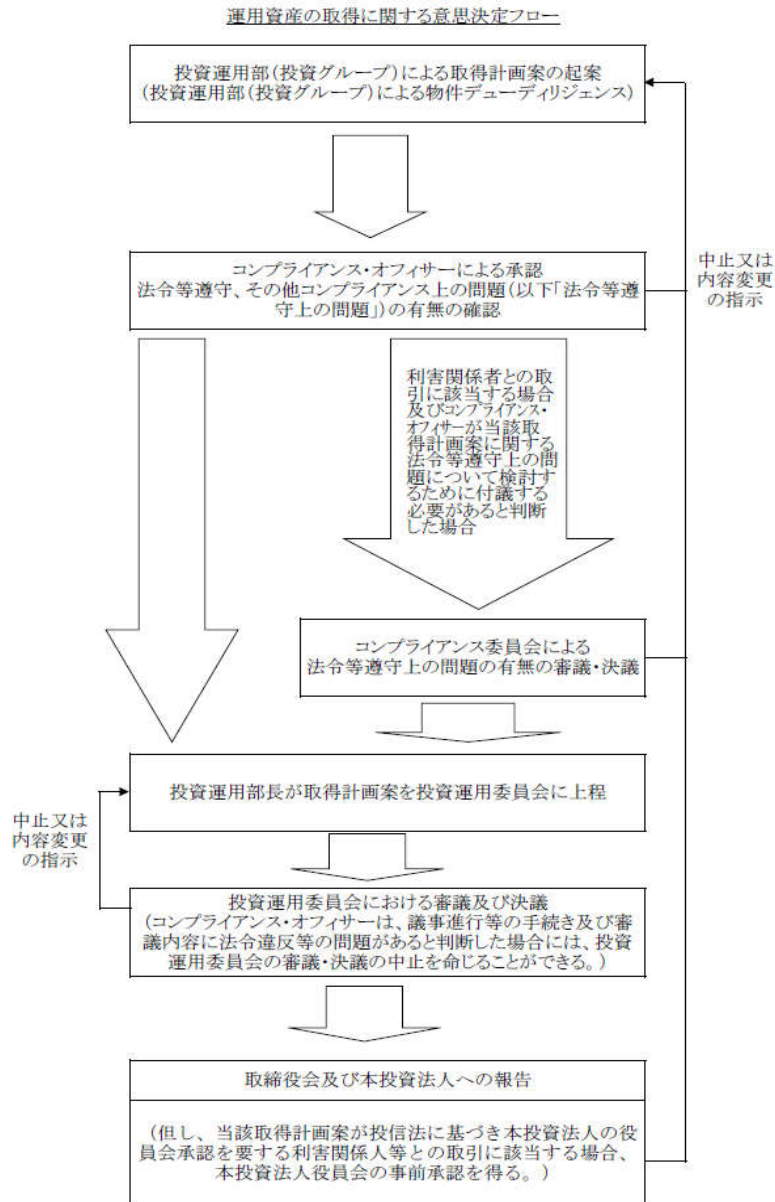 運用資産の取得に関する意思決定フロー
投資運用部(投資グループ)による取得計画案の起案
(投資運用部(投資グループ)による物件デューディリジェンス)
コンプライアンス・オフィサーによる承認
法令等遵守、その他コンプライアンス上の問題(以下「法令等遵
守上の問題」)の有無の確認
中止又は
内容変更
の指示
利害関係者との取
引に該当する場合
及びコンプライアンス・
オフィサーが当該取
得計画案に関する
法令等遵守上の問
題について検討す
るために付議する
必要があると判断
した場合
コンプライアンス委員会による
法令等遵守上の問題の有無の審議・決議
投資運用部長が取得計画案を投資運用委員会に上程
中止又は
内容変更
の指示
投資運用委員会における審議及び決議
(コンプライアンス・オフィサーは、議事進行等の手続き及び審
議内容に法令違反等の問題があると判断した場合には、投資
運用委員会の審議・決議の中止を命じることができる。)
取締役会及び本投資法人への報告
(但し、当該取得計画案が投信法に基づき本投資法人の役
員会承認を要する利害関係人等との取引に該当する場合、
本投資法人役員会の事前承認を得る。)